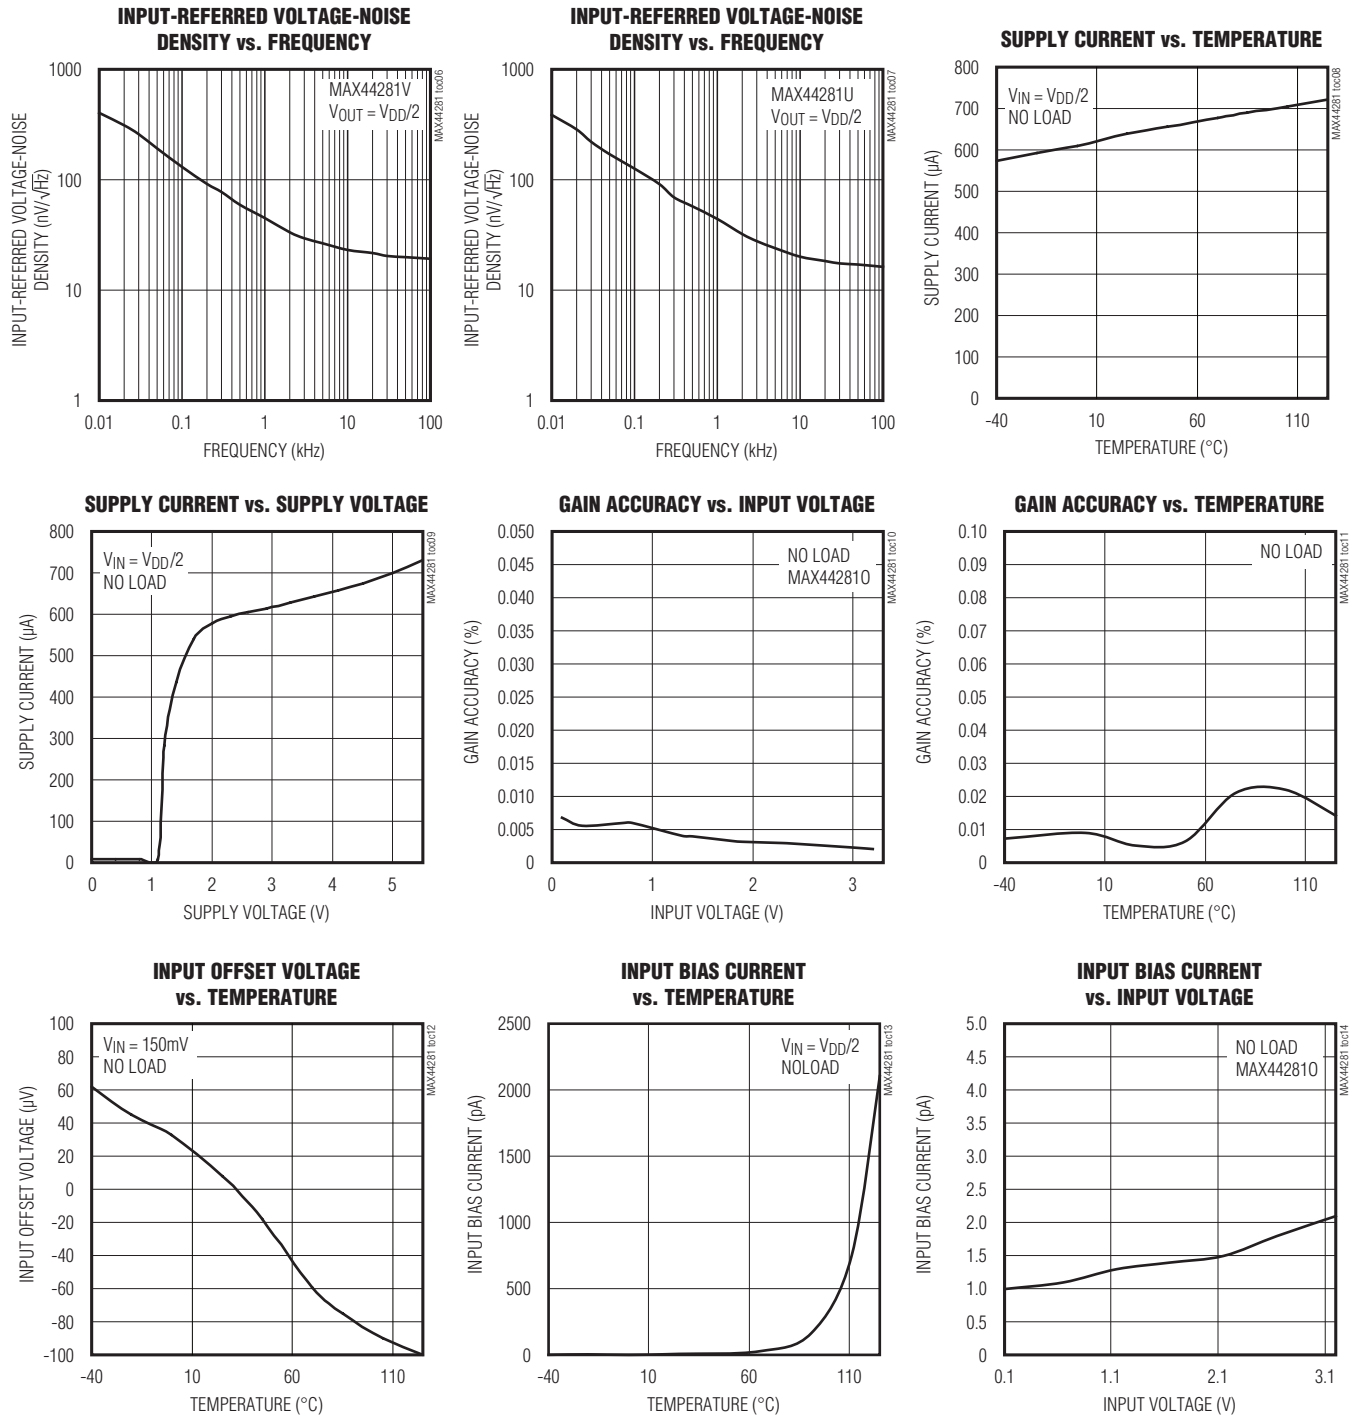 INPUT-REFERRED VOLTAGE-NOISE
DENSITY vs. FREQUENCY
1000
100
10
1
INPUT-REFERRED VOLTAGE-NOISE
DENSITY (nV/√Hz)
MAX44281V
VOUT = VDD/2
MAX44281 toc06
0.01
0.1
1
10
100
FREQUENCY (kHz)
INPUT-REFERRED VOLTAGE-NOISE
DENSITY vs. FREQUENCY
1000
100
10
1
INPUT-REFERRED VOLTAGE-NOISE
DENSITY (nV/√Hz)
MAX44281U
VOUT = VDD/2
MAX44281 toc07
0.01
0.1
1
10
100
FREQUENCY (kHz)
SUPPLY CURRENT vs. TEMPERATURE
800
700
600
500
400
300
200
100
0
SUPPLY CURRENT (µA)
VIN = VDD/2
NO LOAD
MAX44281 toc08
-40
10
60
110
TEMPERATURE (°C)
SUPPLY CURRENT vs. SUPPLY VOLTAGE
800
700
600
500
400
300
200
100
0
SUPPLY CURRENT (µA)
VIN = VDD/2
NO LOAD
MAX44281 toc09
0
1
2
3
4
5
SUPPLY VOLTAGE (V)
GAIN ACCURACY vs. INPUT VOLTAGE
0.050
0.045
0.040
0.035
0.030
0.025
0.020
0.015
0.010
0.005
0
GAIN ACCURACY (%)
NO LOAD
MAX44281O
MAX44281 toc10
0
1
2
3
INPUT VOLTAGE (V)
GAIN ACCURACY vs. TEMPERATURE
0.10
0.09
0.08
0.07
0.06
0.05
0.04
0.03
0.02
0.01
0
GAIN ACCURACY (%)
NO LOAD
MAX44281 toc11
-40
10
60
110
TEMPERATURE (°C)
INPUT OFFSET VOLTAGE
vs. TEMPERATURE
100
80
60
40
20
0
-20
-40
-60
-80
-100
INPUT OFFSET VOLTAGE (µV)
VIN = 150mV
NO LOAD
MAX44281 toc12
-40
10
60
110
TEMPERATURE (°C)
INPUT BIAS CURRENT
vs. TEMPERATURE
2500
2000
1500
1000
500
0
INPUT BIAS CURRENT (pA)
VIN = VDD/2
NOLOAD
MAX44281 toc13
-40
10
60
110
TEMPERATURE (°C)
INPUT BIAS CURRENT
vs. INPUT VOLTAGE
5.0
4.5
4.0
3.5
3.0
2.5
2.0
1.5
1.0
0.5
0
INPUT BIAS CURRENT (pA)
NO LOAD
MAX44281O
MAX44281 toc14
0.1
1.1
2.1
3.1
INPUT VOLTAGE (V)